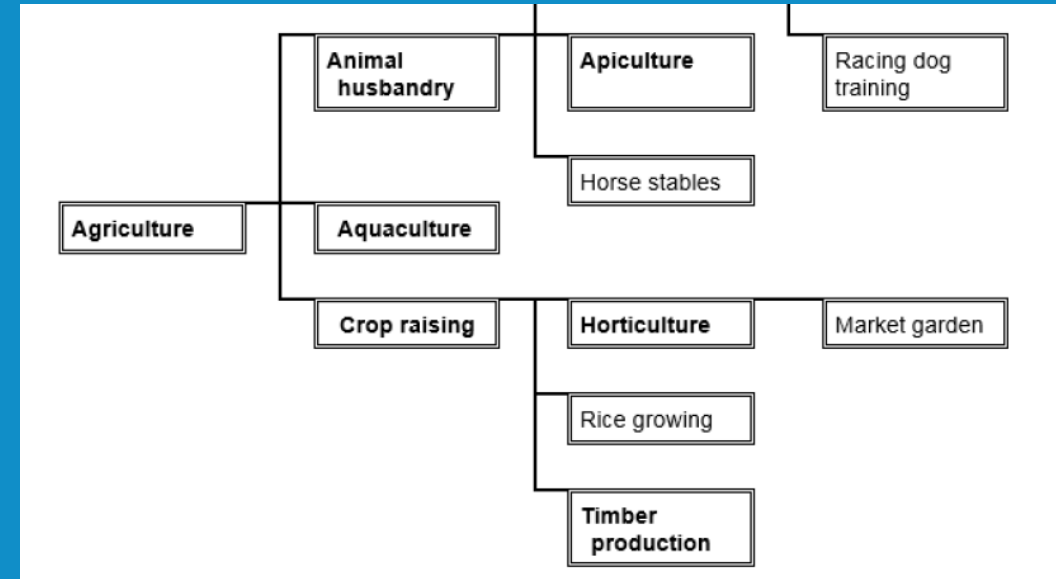 Animal
husbandry
Apiculture
Racing dog
training
Horse stables
Agriculture
Aquaculture
Crop raising
Horticulture
Market garden
Rice growing
Timber
production